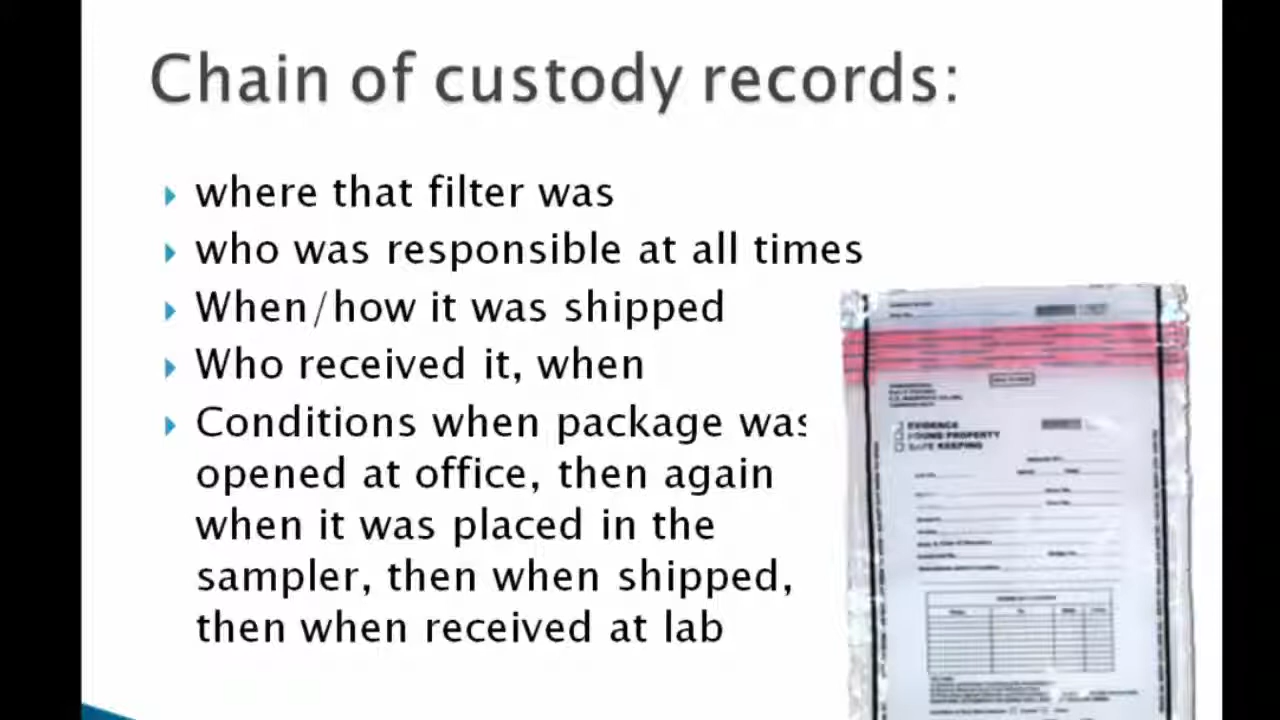 Chain of custody records:
where that filter was
who was responsible at all times
When/how it was shipped
Who received it, when
Conditions when package was
opened at office, then again
when it was placed in the
sampler, then when shipped,
then when received at lab
EVIDENCE
FOUND PROPERTY
SAFE KEEPING